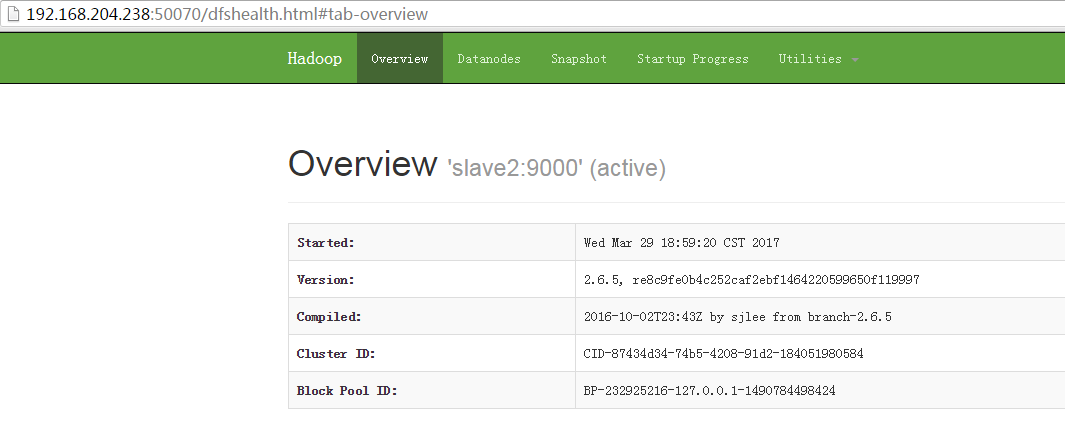 192.168.204.238:50070/dfshealth.html#tab-overview
Hadoop Overview Datanodes Snapshot Startup Progress Utilities
Overview 'slave2:9000' (active)
Started: Wed Mar 29 18:59:20 CST 2017
Version: 2.6.5, re8c9fe0b4c252caf2ebf1464220599650f119997
Compiled: 2016-10-02T23:43Z by sjlee from branch-2.6.5
Cluster ID: CID-87434d34-74b5-4208-91d2-184051980584
Block Pool ID: BP-232925216-127.0.0.1-1490784498424